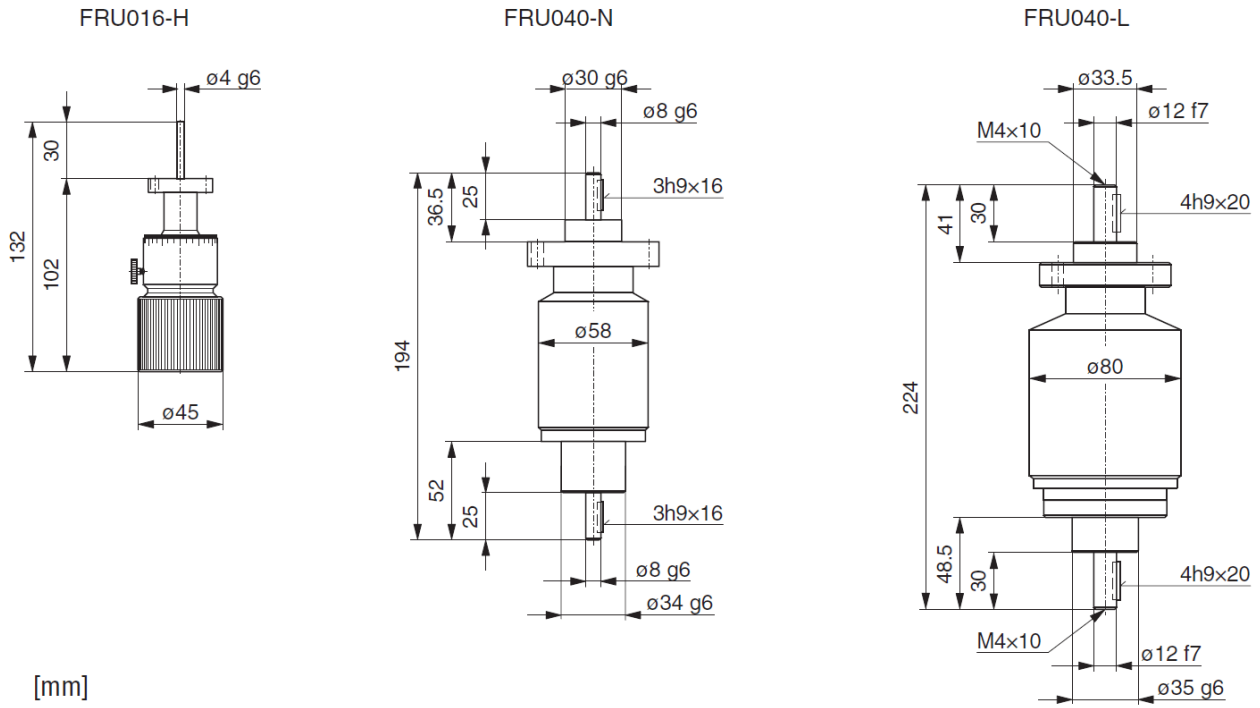 FRU016-H
FRU040-N
FRU040-L
ø4 g6
30
132
102
ø45
ø30 g6
ø8 g6
3h9×16
36.5
25
ø58
194
52
25
3h9×16
ø8 g6
ø34 g6
ø33.5
ø12 f7
M4×10
4h9×20
41
30
ø80
224
48.5
30
4h9×20
M4×10
ø12 f7
ø35 g6
[mm]